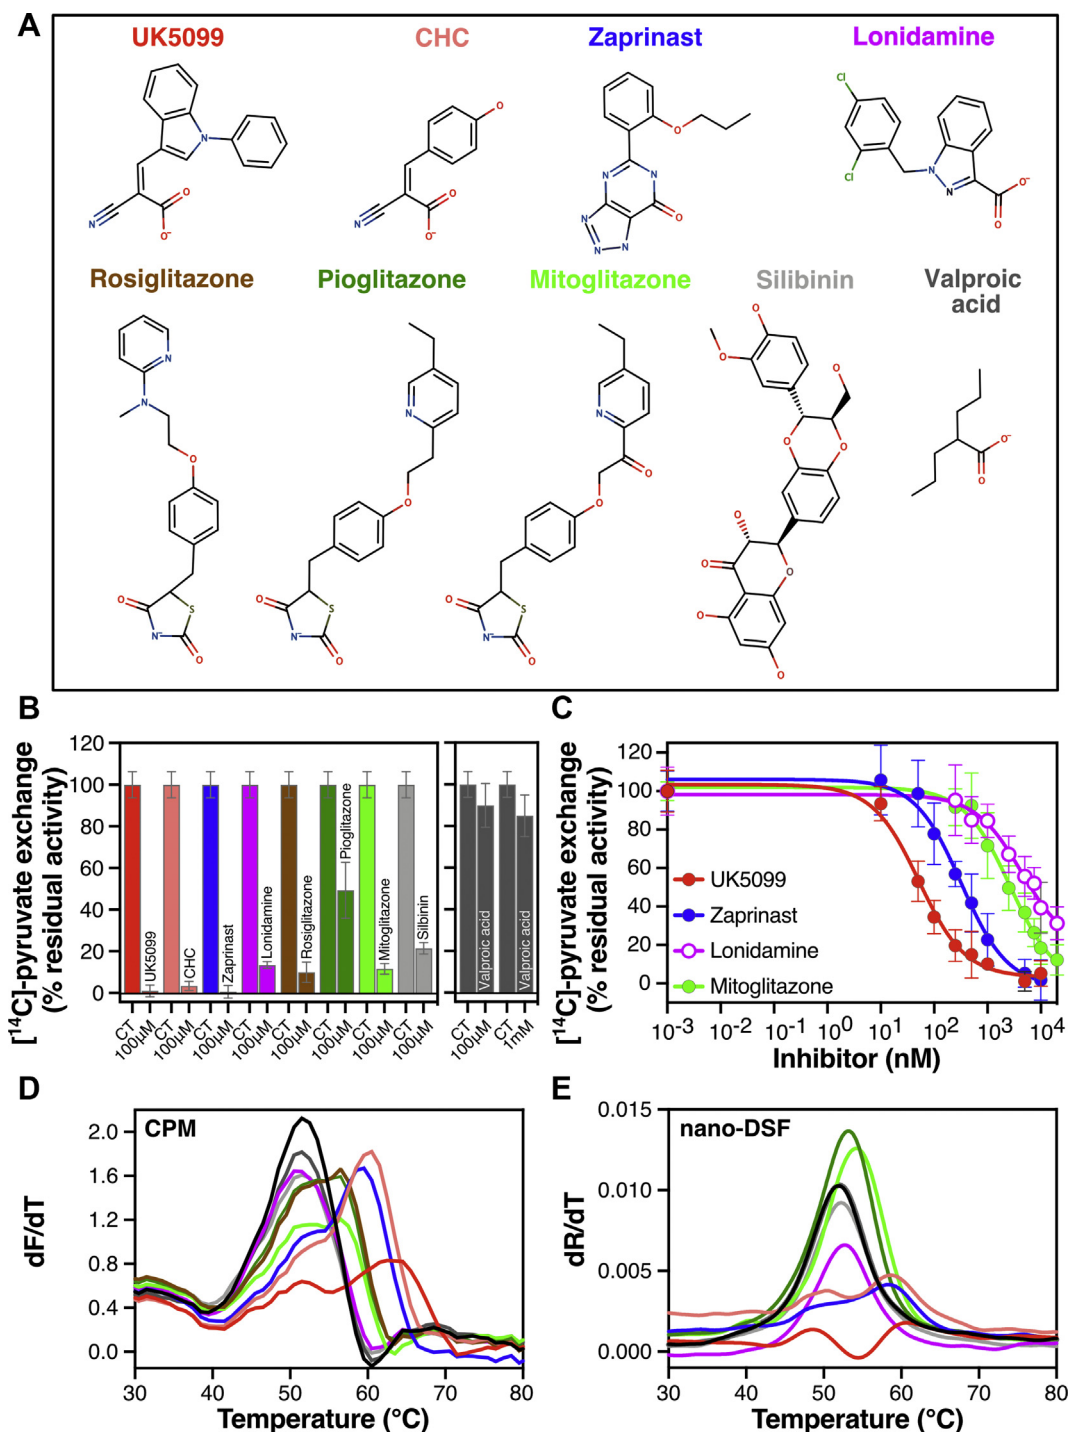 A
UK5099
CHC
Zaprinast
Lonidamine
Rosiglitazone
Pioglitazone
Mitoglitazone
Silibinin
Valproic
acid
B
[¹⁴C]-pyruvate exchange
(% residual activity)
120
100
80
60
40
20
0
UK5099
CHC
Zaprinast
Lonidamine
Rosiglitazone
Pioglitazone
Mitoglitazone
Silbinin
Valproic acid
Valproic acid
CT
100µM
CT
100µM
CT
100µM
CT
100µM
CT
100µM
CT
100µM
CT
100µM
CT
100µM
CT
100µM
CT
1mM
C
[¹⁴C]-pyruvate exchange
(% residual activity)
120
100
80
60
40
20
0
UK5099
Zaprinast
Lonidamine
Mitoglitazone
10⁻³ 10⁻² 10⁻¹ 10⁰ 10¹ 10² 10³ 10⁴
Inhibitor (nM)
D
CPM
dF/dT
2.0
1.6
1.2
0.8
0.4
0.0
30 40 50 60 70 80
Temperature (°C)
E
nano-DSF
dR/dT
0.015
0.010
0.005
0.000
30 40 50 60 70 80
Temperature (°C)